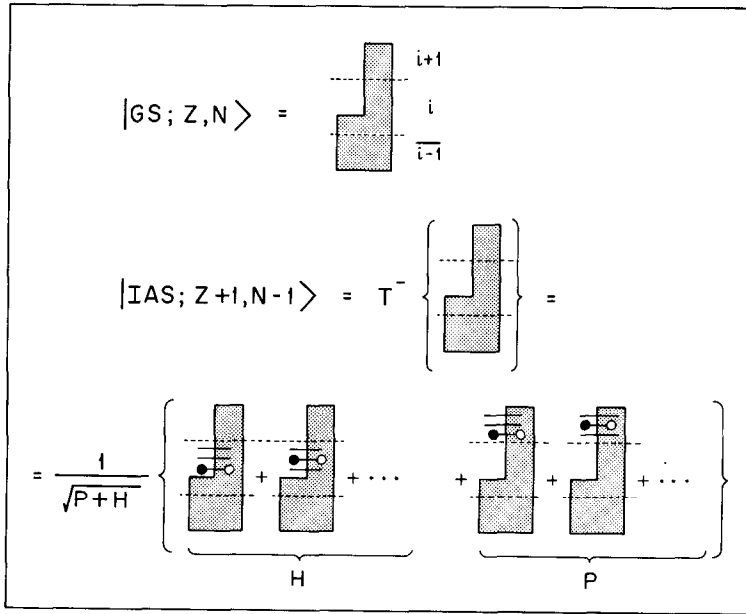 |GS; Z,N⟩ =
i+1
i
i-1
|IAS; Z+1,N-1⟩ = T⁻ { } =
= 1/√P+H { + + ··· + + + ··· }
H P